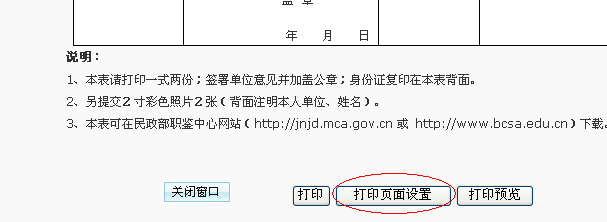 盖 章
年 月 日
说明：
1、本表请打印一式两份；签署单位意见并加盖公章；身份证复印在本表背面。
2、另提交2寸彩色照片2张（背面注明本人单位、姓名）。
3、本表可在民政部职鉴中心网站（http://jnjd.mca.gov.cn 或 http://www.bcsa.edu.cn）下载。
关闭窗口 打印 打印页面设置 打印预览